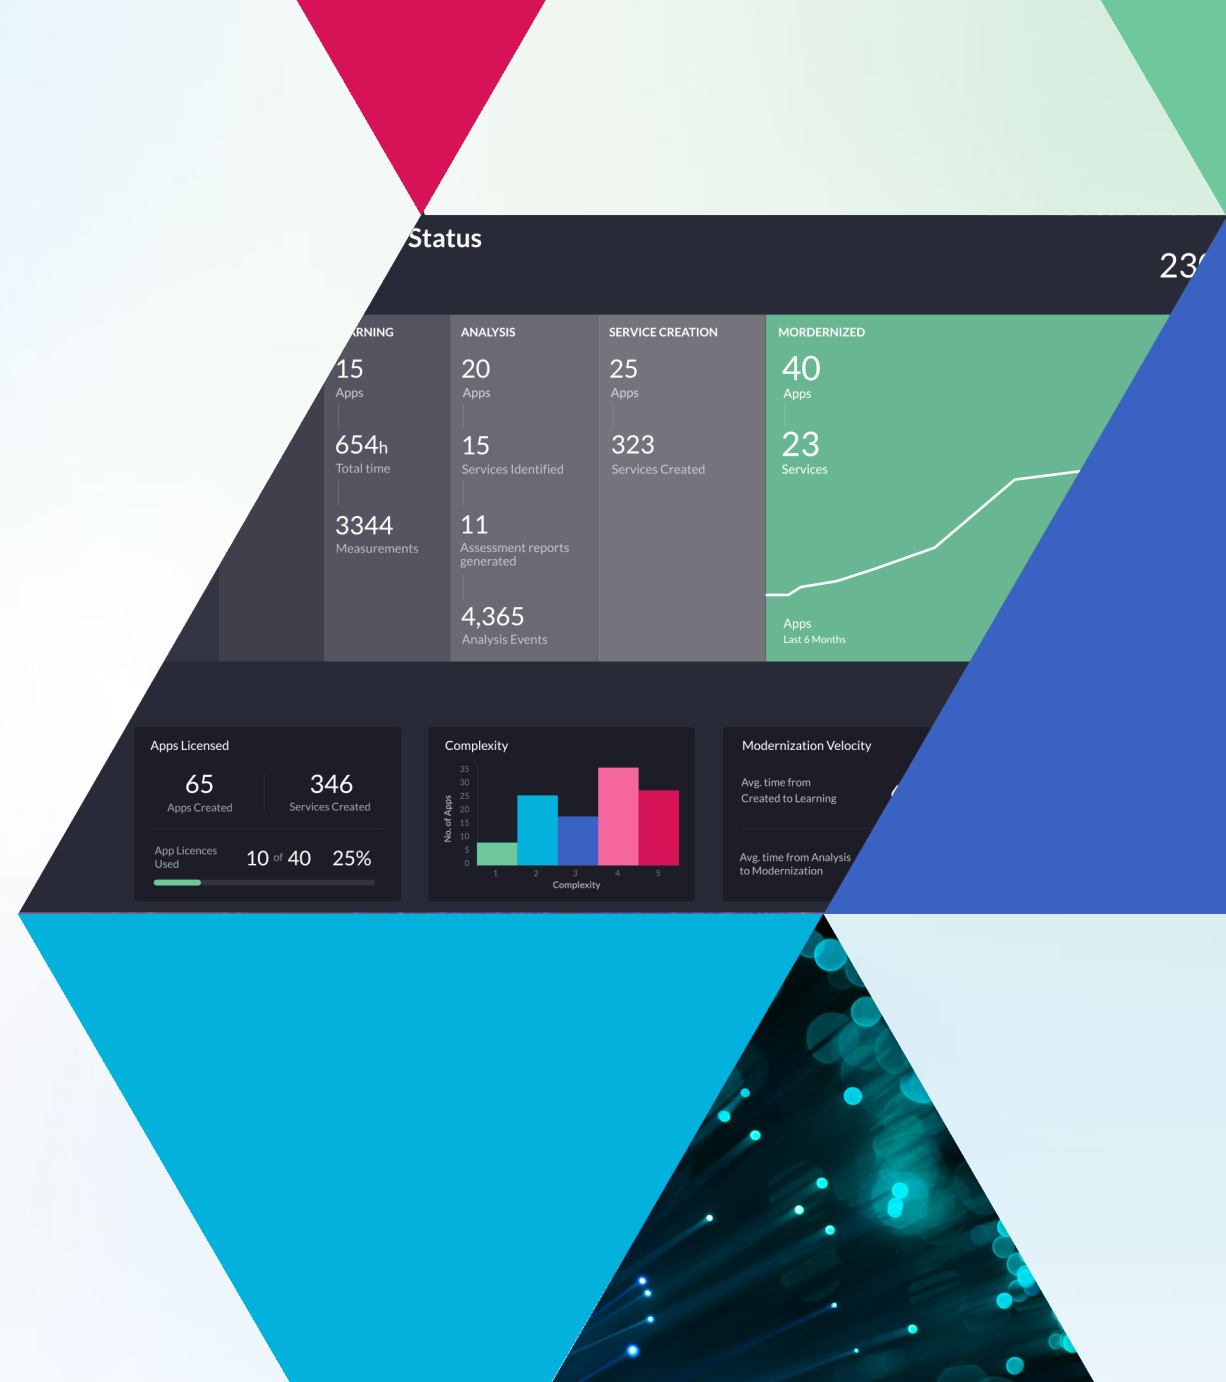 Status
ANALYSIS
SERVICE CREATION
MORDERNIZED
15
20
25
40
Apps
Apps
Apps
Apps
654h
15
323
23
Total time
Services Identified
Services Created
Services
3344
11
Measurements
Assessment reports
generated
4,365
Analysis Events
Apps
Last 6 Months
Apps Licensed
65
346
Apps Created
Services Created
App Licences
Used
10 of 40 25%
Complexity
35
30
25
20
15
10
5
0
No. of Apps
1 2 3 4 5
Complexity
Modernization Velocity
Avg. time from
Created to Learning
Avg. time from Analysis
to Modernization